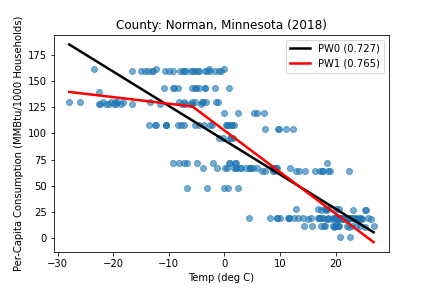 County: Norman, Minnesota (2018)
PW0 (0.727)
PW1 (0.765)
Per-Capita Consumption (MMBtu/1000 Households)
175
150
125
100
75
50
25
0
−30 −20 −10 0 10 20
Temp (deg C)